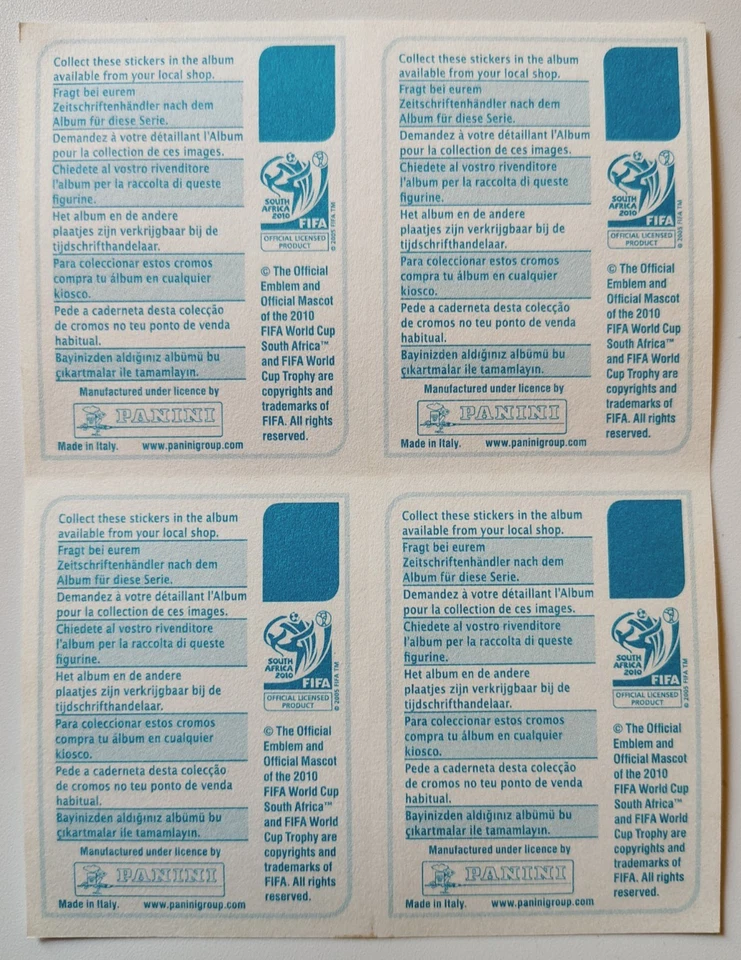 Collect these stickers in the album
available from your local shop.
Fragt bei eurem
Zeitschriftenhändler nach dem
Album für diese Serie.
Demandez à votre détaillant l'Album
pour la collection de ces images.
Chiedete al vostro rivenditore
l'album per la raccolta di queste
figurine.
Het album en de andere
plaatjes zijn verkrijgbaar bij de
tijdschrifthandelaar.
Para coleccionar estos cromos
compra tu álbum en cualquier
kiosco.
Pede a caderneta desta colecção
de cromos no teu ponto de venda
habitual.
Bayinizden aldığınız albümü bu
çıkartmalar ile tamamlayın.
Manufactured under licence by
PANINI
Made in Italy. www.paninigroup.com
SOUTH
AFRICA
2010
FIFA
© 2005 FIFA TM
OFFICIAL LICENSED
PRODUCT
© The Official
Emblem and
Official Mascot
of the 2010
FIFA World Cup
South Africa™
and FIFA World
Cup Trophy are
copyrights and
trademarks of
FIFA. All rights
reserved.
Collect these stickers in the album
available from your local shop.
Fragt bei eurem
Zeitschriftenhändler nach dem
Album für diese Serie.
Demandez à votre détaillant l'Album
pour la collection de ces images.
Chiedete al vostro rivenditore
l'album per la raccolta di queste
figurine.
Het album en de andere
plaatjes zijn verkrijgbaar bij de
tijdschrifthandelaar.
Para coleccionar estos cromos
compra tu álbum en cualquier
kiosco.
Pede a caderneta desta colecção
de cromos no teu ponto de venda
habitual.
Bayinizden aldığınız albümü bu
çıkartmalar ile tamamlayın.
Manufactured under licence by
PANINI
Made in Italy. www.paninigroup.com
SOUTH
AFRICA
2010
FIFA
© 2005 FIFA TM
OFFICIAL LICENSED
PRODUCT
© The Official
Emblem and
Official Mascot
of the 2010
FIFA World Cup
South Africa™
and FIFA World
Cup Trophy are
copyrights and
trademarks of
FIFA. All rights
reserved.
Collect these stickers in the album
available from your local shop.
Fragt bei eurem
Zeitschriftenhändler nach dem
Album für diese Serie.
Demandez à votre détaillant l'Album
pour la collection de ces images.
Chiedete al vostro rivenditore
l'album per la raccolta di queste
figurine.
Het album en de andere
plaatjes zijn verkrijgbaar bij de
tijdschrifthandelaar.
Para coleccionar estos cromos
compra tu álbum en cualquier
kiosco.
Pede a caderneta desta colecção
de cromos no teu ponto de venda
habitual.
Bayinizden aldığınız albümü bu
çıkartmalar ile tamamlayın.
Manufactured under licence by
PANINI
Made in Italy. www.paninigroup.com
SOUTH
AFRICA
2010
FIFA
© 2005 FIFA TM
OFFICIAL LICENSED
PRODUCT
© The Official
Emblem and
Official Mascot
of the 2010
FIFA World Cup
South Africa™
and FIFA World
Cup Trophy are
copyrights and
trademarks of
FIFA. All rights
reserved.
Collect these stickers in the album
available from your local shop.
Fragt bei eurem
Zeitschriftenhändler nach dem
Album für diese Serie.
Demandez à votre détaillant l'Album
pour la collection de ces images.
Chiedete al vostro rivenditore
l'album per la raccolta di queste
figurine.
Het album en de andere
plaatjes zijn verkrijgbaar bij de
tijdschrifthandelaar.
Para coleccionar estos cromos
compra tu álbum en cualquier
kiosco.
Pede a caderneta desta colecção
de cromos no teu ponto de venda
habitual.
Bayinizden aldığınız albümü bu
çıkartmalar ile tamamlayın.
Manufactured under licence by
PANINI
Made in Italy. www.paninigroup.com
SOUTH
AFRICA
2010
FIFA
© 2005 FIFA TM
OFFICIAL LICENSED
PRODUCT
© The Official
Emblem and
Official Mascot
of the 2010
FIFA World Cup
South Africa™
and FIFA World
Cup Trophy are
copyrights and
trademarks of
FIFA. All rights
reserved.